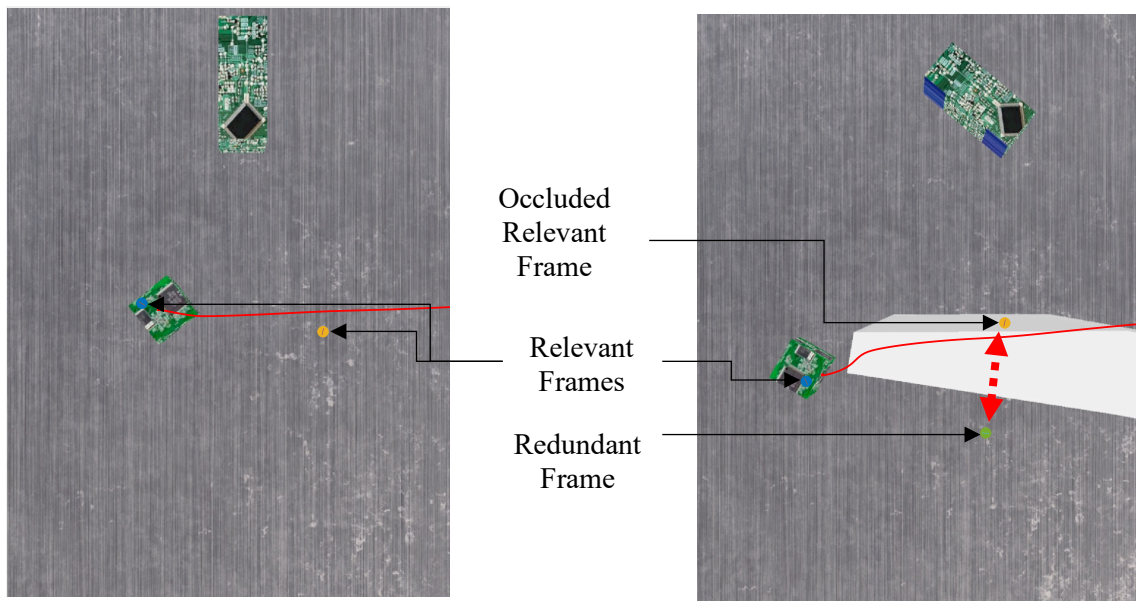 Occluded
Relevant
Frame
Relevant
Frames
Redundant
Frame